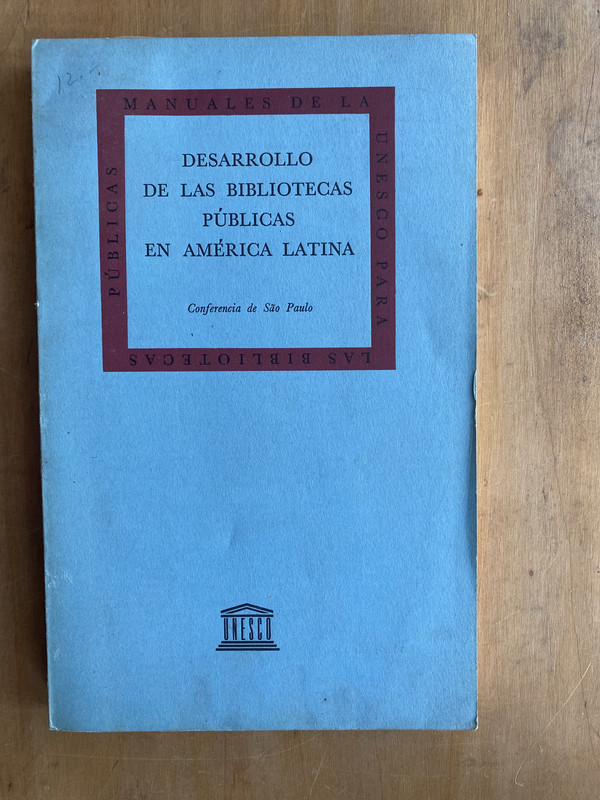 MANUALES DE LA
UNESCO PARA
LAS BIBLIOTECAS
PÚBLICAS
DESARROLLO
DE LAS BIBLIOTECAS
PÚBLICAS
EN AMÉRICA LATINA
Conferencia de São Paulo
UNESCO